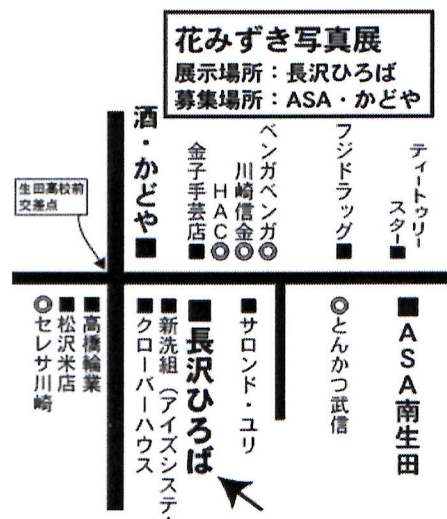 花みずき写真展
展示場所：長沢ひろば
募集場所：ASA・かどや
生田高校前
交差点
酒・かどや
金子手芸店
HAC
川崎信金
ベンガベンガ
フジドラッグ
ティートゥリー
スター
セレサ川崎
松沢米店
高橋輪業
クローバーハウス
新洗組（アイズシステ
長沢ひろば
サロンド・ユリ
とんかつ武信
ASA南生田